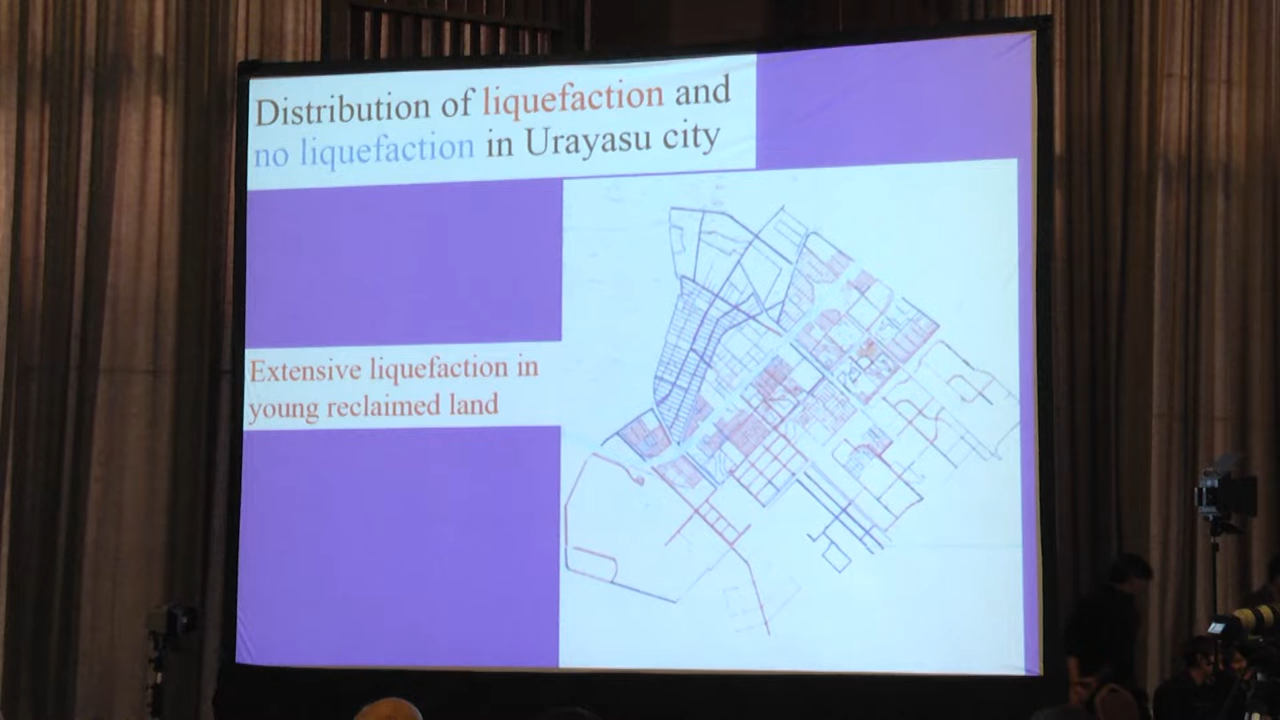 Distribution of liquefaction and
no liquefaction in Urayasu city
Extensive liquefaction in
young reclaimed land